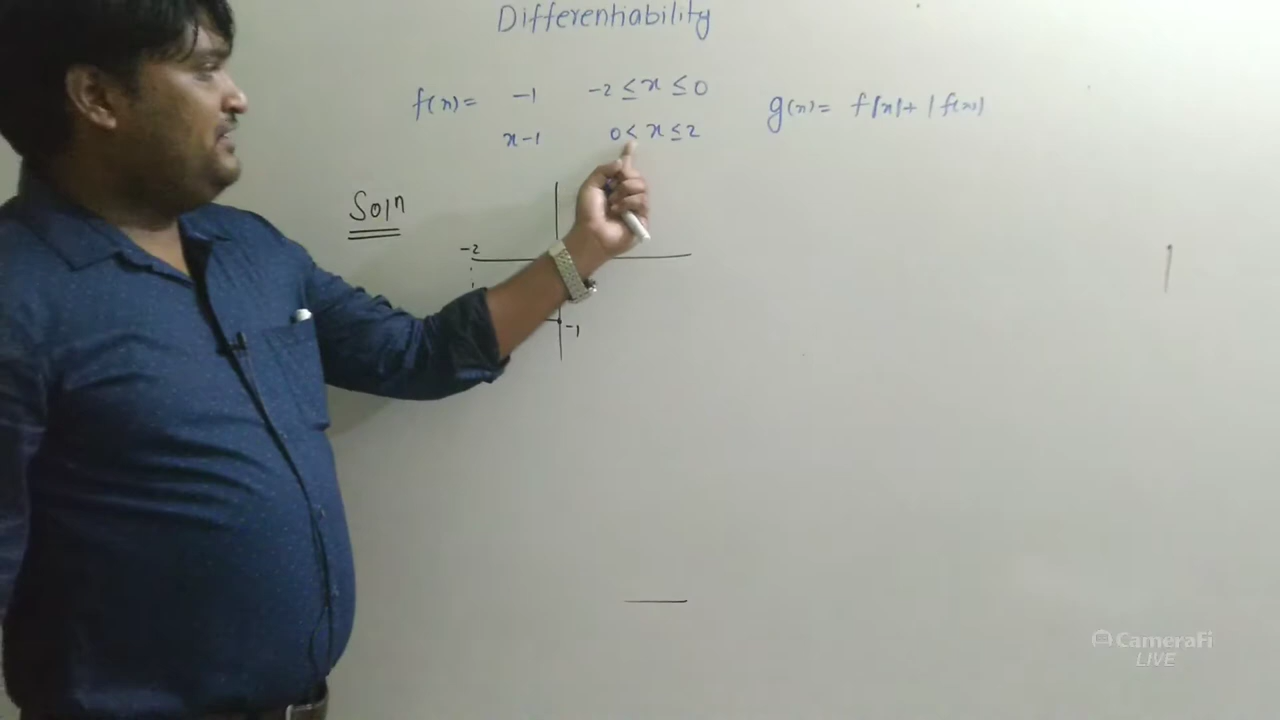 Differentiability
f(x) = -1 -2 ≤ x ≤ 0
x-1 0 < x ≤ 2
g(x) = f|x| + |f(x)|
Soln
-2
-1
CameraFi
LIVE